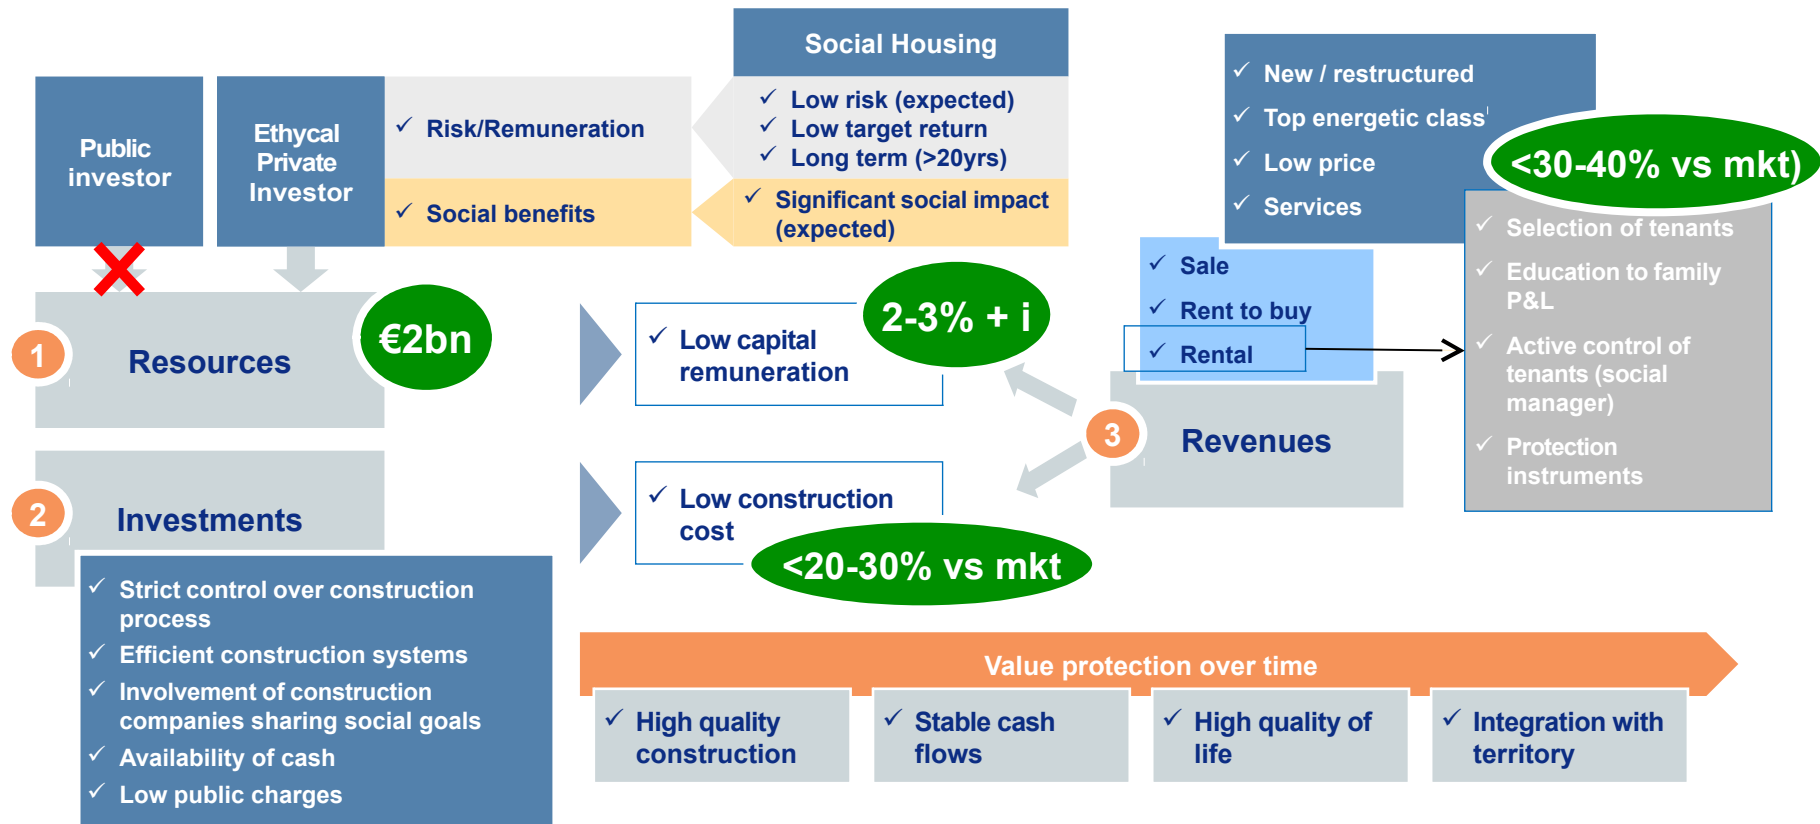 Social Housing
Public
investor
Ethycal
Private
Investor
✓ Risk/Remuneration
✓ Low risk (expected)
✓ Low target return
✓ Long term (>20yrs)
✓ Social benefits
✓ Significant social impact
(expected)
✓ New / restructured
✓ Top energetic class
✓ Low price
✓ Services
<30-40% vs mkt)
✓ Sale
✓ Rent to buy
✓ Rental
✓ Selection of tenants
✓ Education to family
P&L
✓ Active control of
tenants (social
manager)
✓ Protection
instruments
1
Resources
€2bn
✓ Low capital
remuneration
2-3% + i
3
Revenues
2
Investments
✓ Low construction
cost
<20-30% vs mkt
✓ Strict control over construction
process
✓ Efficient construction systems
✓ Involvement of construction
companies sharing social goals
✓ Availability of cash
✓ Low public charges
Value protection over time
✓ High quality
construction
✓ Stable cash
flows
✓ High quality of
life
✓ Integration with
territory